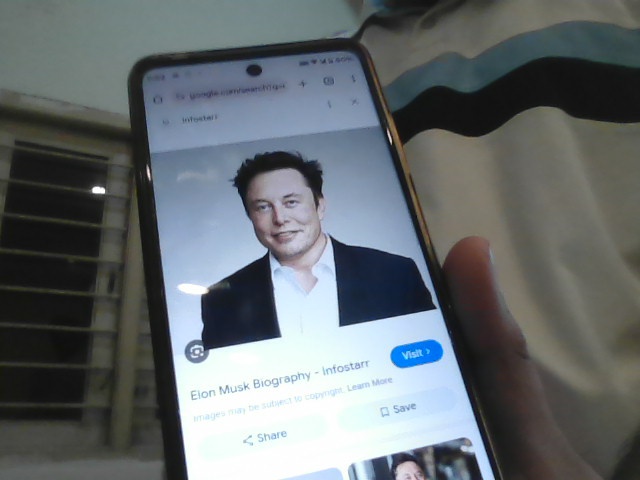 google.com/search?q=
Infostarr
Elon Musk Biography - Infostarr
Visit >
Images may be subject to copyright. Learn More
Share
Save